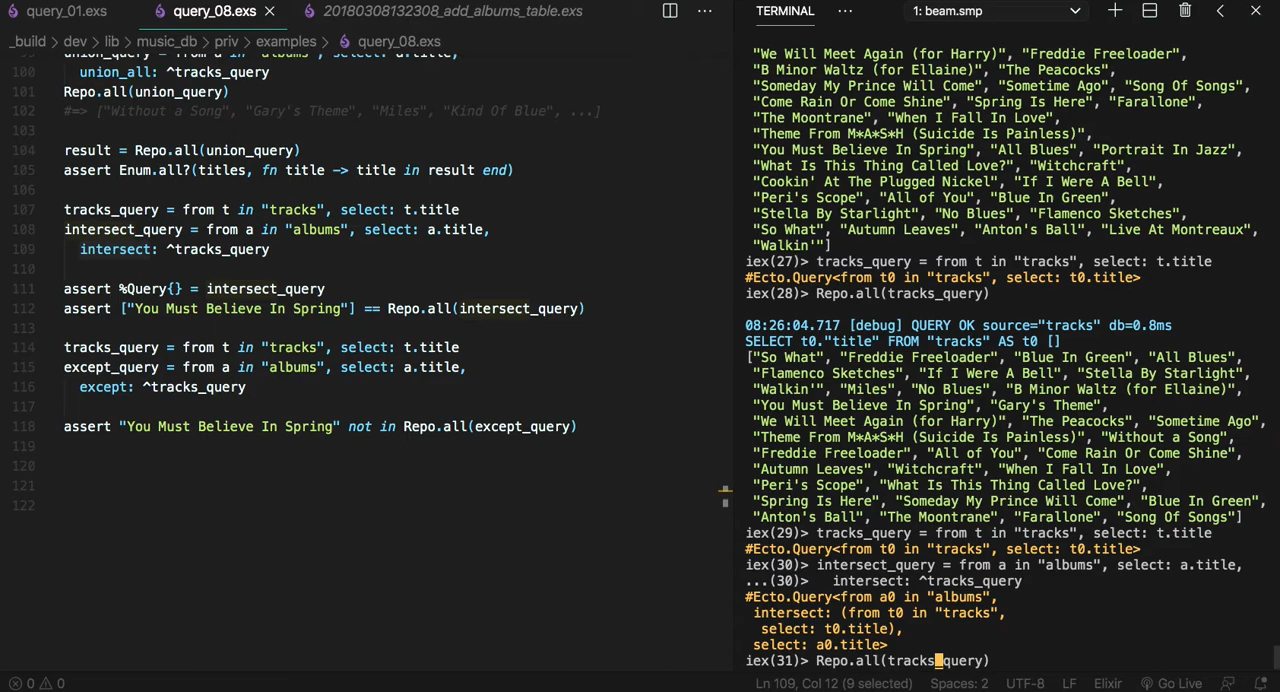 query_01.exs query_08.exs 20180308132308_add_albums_table.exs
_build > dev > lib > music_db > priv > examples > query_08.exs
union_query = from a in "albums", select: a.title,
100 union_all: ^tracks_query
101 Repo.all(union_query)
102 #=> ["Without a Song", "Gary's Theme", "Miles", "Kind Of Blue", ...]
103
104 result = Repo.all(union_query)
105 assert Enum.all?(titles, fn title -> title in result end)
106
107 tracks_query = from t in "tracks", select: t.title
108 intersect_query = from a in "albums", select: a.title,
109 intersect: ^tracks_query
110
111 assert %Query{} = intersect_query
112 assert ["You Must Believe In Spring"] == Repo.all(intersect_query)
113
114 tracks_query = from t in "tracks", select: t.title
115 except_query = from a in "albums", select: a.title,
116 except: ^tracks_query
117
118 assert "You Must Believe In Spring" not in Repo.all(except_query)
119
120
121
122
TERMINAL ... 1: beam.smp
"We Will Meet Again (for Harry)", "Freddie Freeloader",
"B Minor Waltz (for Ellaine)", "The Peacocks",
"Someday My Prince Will Come", "Sometime Ago", "Song Of Songs",
"Come Rain Or Come Shine", "Spring Is Here", "Farallone",
"The Moontrane", "When I Fall In Love",
"Theme From M*A*S*H (Suicide Is Painless)",
"You Must Believe In Spring", "All Blues", "Portrait In Jazz",
"What Is This Thing Called Love?", "Witchcraft",
"Cookin' At The Plugged Nickel", "If I Were A Bell",
"Peri's Scope", "All of You", "Blue In Green",
"Stella By Starlight", "No Blues", "Flamenco Sketches",
"So What", "Autumn Leaves", "Anton's Ball", "Live At Montreaux",
"Walkin'"]
iex(27)> tracks_query = from t in "tracks", select: t.title
#Ecto.Query<from t0 in "tracks", select: t0.title>
iex(28)> Repo.all(tracks_query)
08:26:04.717 [debug] QUERY OK source="tracks" db=0.8ms
SELECT t0."title" FROM "tracks" AS t0 []
["So What", "Freddie Freeloader", "Blue In Green", "All Blues",
"Flamenco Sketches", "If I Were A Bell", "Stella By Starlight",
"Walkin'", "Miles", "No Blues", "B Minor Waltz (for Ellaine)",
"You Must Believe In Spring", "Gary's Theme",
"We Will Meet Again (for Harry)", "The Peacocks", "Sometime Ago",
"Theme From M*A*S*H (Suicide Is Painless)", "Without a Song",
"Freddie Freeloader", "All of You", "Come Rain Or Come Shine",
"Autumn Leaves", "Witchcraft", "When I Fall In Love",
"Peri's Scope", "What Is This Thing Called Love?",
"Spring Is Here", "Someday My Prince Will Come", "Blue In Green",
"Anton's Ball", "The Moontrane", "Farallone", "Song Of Songs"]
iex(29)> tracks_query = from t in "tracks", select: t.title
#Ecto.Query<from t0 in "tracks", select: t0.title>
iex(30)> intersect_query = from a in "albums", select: a.title,
...(30)> intersect: ^tracks_query
#Ecto.Query<from a0 in "albums",
intersect: (from t0 in "tracks",
select: t0.title),
select: a0.title>
iex(31)> Repo.all(tracks_query)
0 0 Ln 109, Col 12 (9 selected) Spaces: 2 UTF-8 LF Elixir Go Live